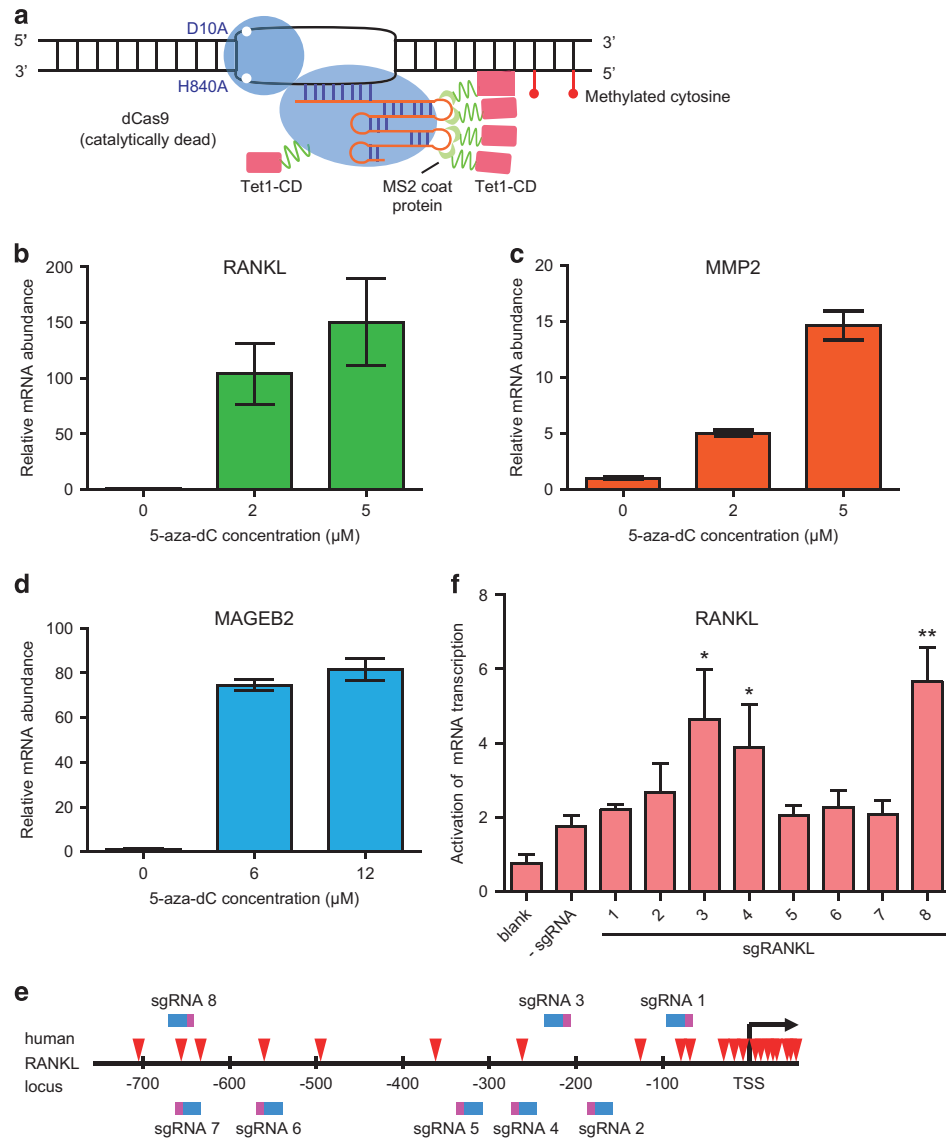 a
D10A
5'
3'
3'
5'
H840A
Methylated cytosine
dCas9
(catalytically dead)
Tet1-CD
MS2 coat
protein
Tet1-CD
b
RANKL
Relative mRNA abundance
200
150
100
50
0
0 2 5
5-aza-dC concentration (µM)
c
MMP2
Relative mRNA abundance
20
15
10
5
0
0 2 5
5-aza-dC concentration (µM)
d
MAGEB2
Relative mRNA abundance
100
80
60
40
20
0
0 6 12
5-aza-dC concentration (µM)
f
RANKL
Activation of mRNA transcription
8
6
4
2
0
* * **
blank - sgRNA 1 2 3 4 5 6 7 8
sgRANKL
e
sgRNA 8 sgRNA 3 sgRNA 1
human
RANKL
locus
-700 -600 -500 -400 -300 -200 -100 TSS
sgRNA 7 sgRNA 6 sgRNA 5 sgRNA 4 sgRNA 2